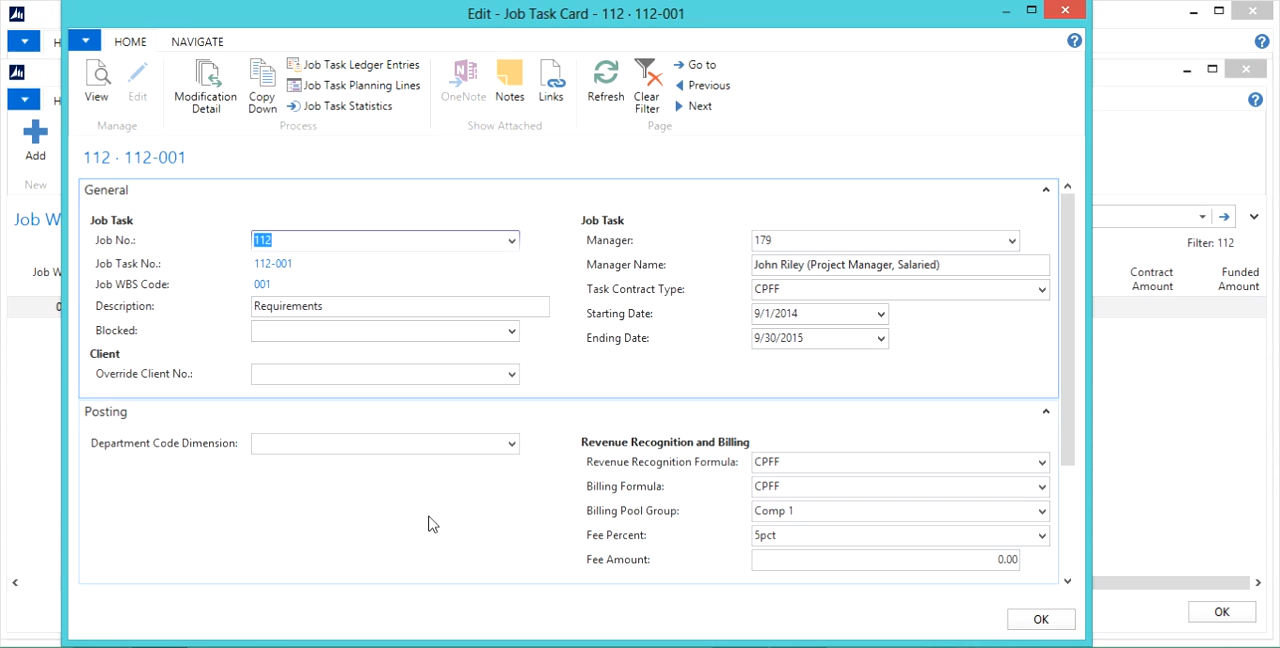 Edit - Job Task Card - 112 · 112-001
HOME NAVIGATE
View
Edit
Manage
Modification Detail
Copy Down
Job Task Ledger Entries
Job Task Planning Lines
Job Task Statistics
Process
OneNote
Notes
Links
Show Attached
Refresh
Clear Filter
Go to
Previous
Next
Page
H
H
Add
New
Job W
Job W
0
112 · 112-001
General
Job Task
Job No.: 112
Job Task No.: 112-001
Job WBS Code: 001
Description: Requirements
Blocked:
Client
Override Client No.:
Job Task
Manager: 179
Manager Name: John Riley (Project Manager, Salaried)
Task Contract Type: CPFF
Starting Date: 9/1/2014
Ending Date: 9/30/2015
Posting
Department Code Dimension:
Revenue Recognition and Billing
Revenue Recognition Formula: CPFF
Billing Formula: CPFF
Billing Pool Group: Comp 1
Fee Percent: 5pct
Fee Amount: 0.00
OK
Filter: 112
Contract Amount
Funded Amount
OK